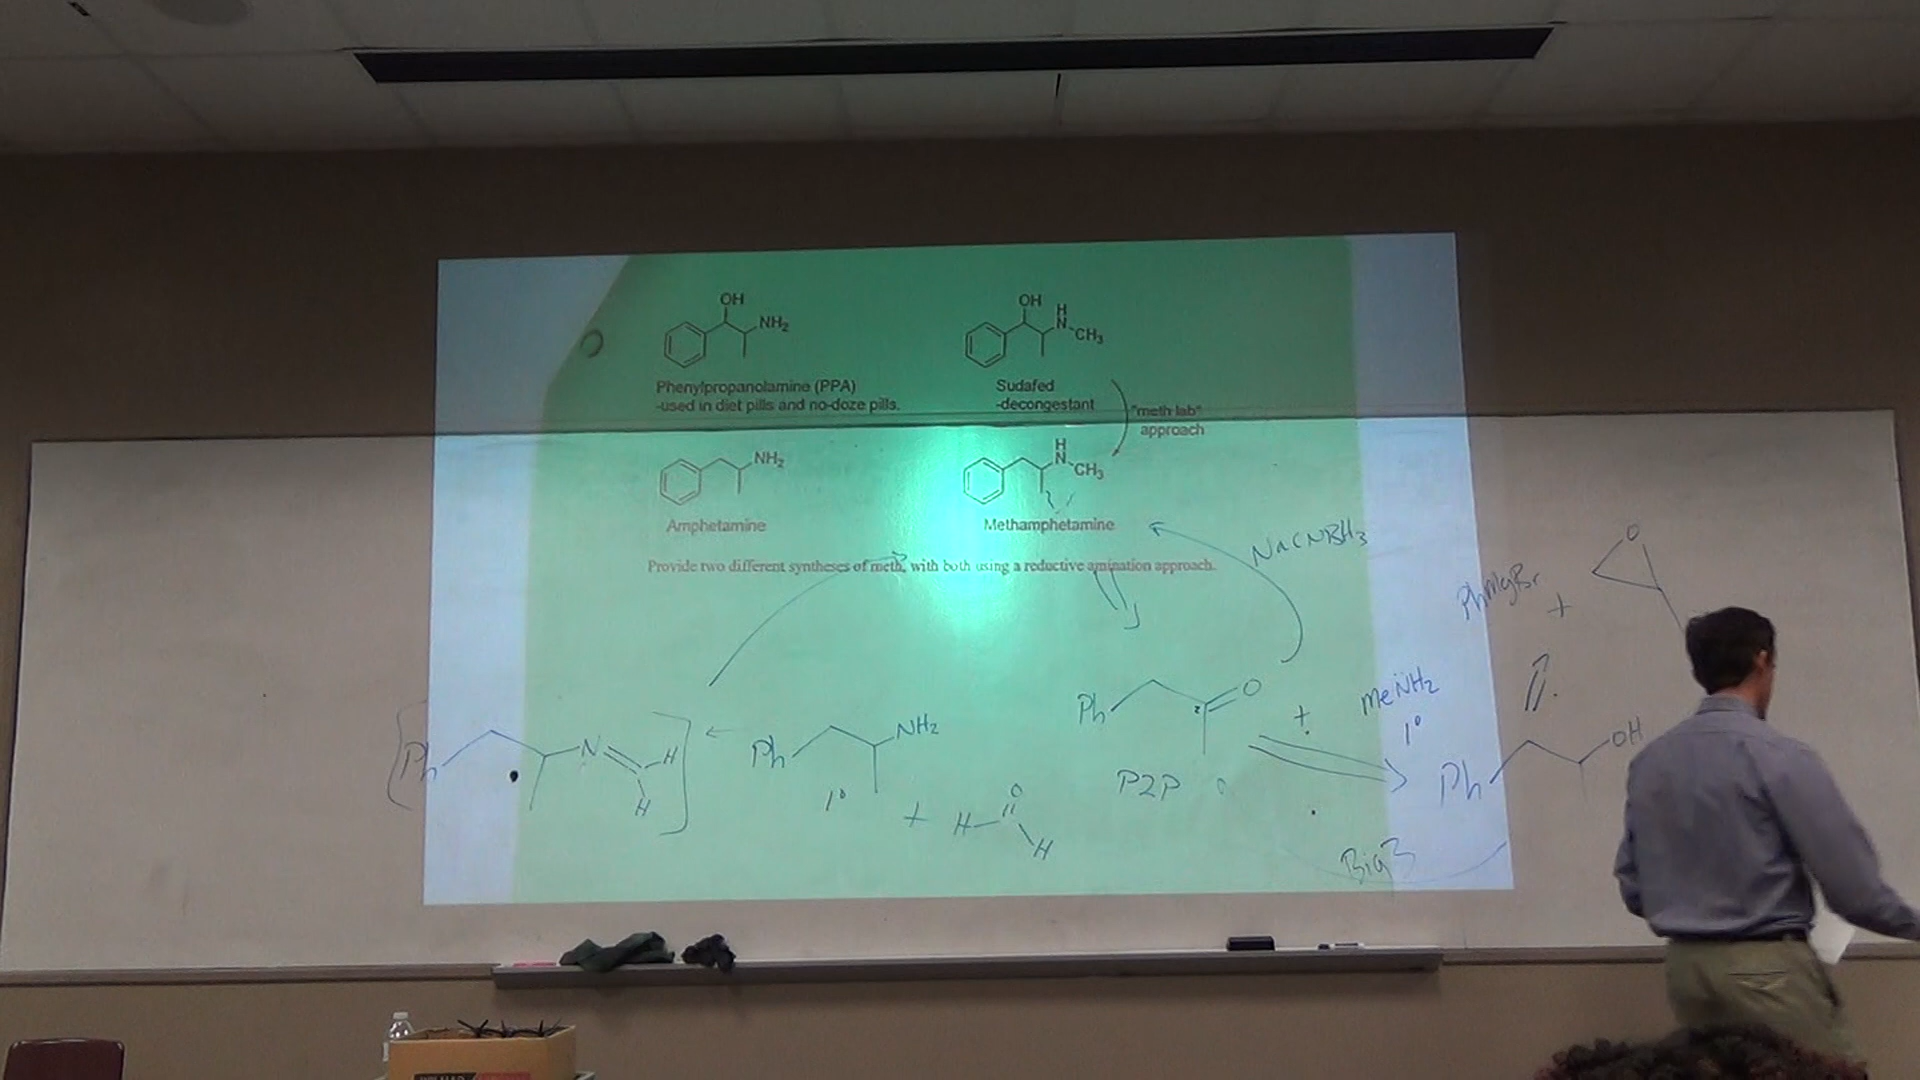 OH
NH₂
OH
H
N
CH₃
Phenylpropanolamine (PPA)
-used in diet pills and no-doze pills.
Sudafed
-decongestant
"meth lab"
approach
NH₂
H
N
CH₃
Amphetamine
Methamphetamine
Provide two different syntheses of meth, with both using a reductive amination approach.
NaCNBH₃
O
PhMgBr
+
Ph
N
H
H
Ph
NH₂
1°
+
H
O
H
Ph
2
O
P2P
+
MeNH₂
1°
Ph
OH